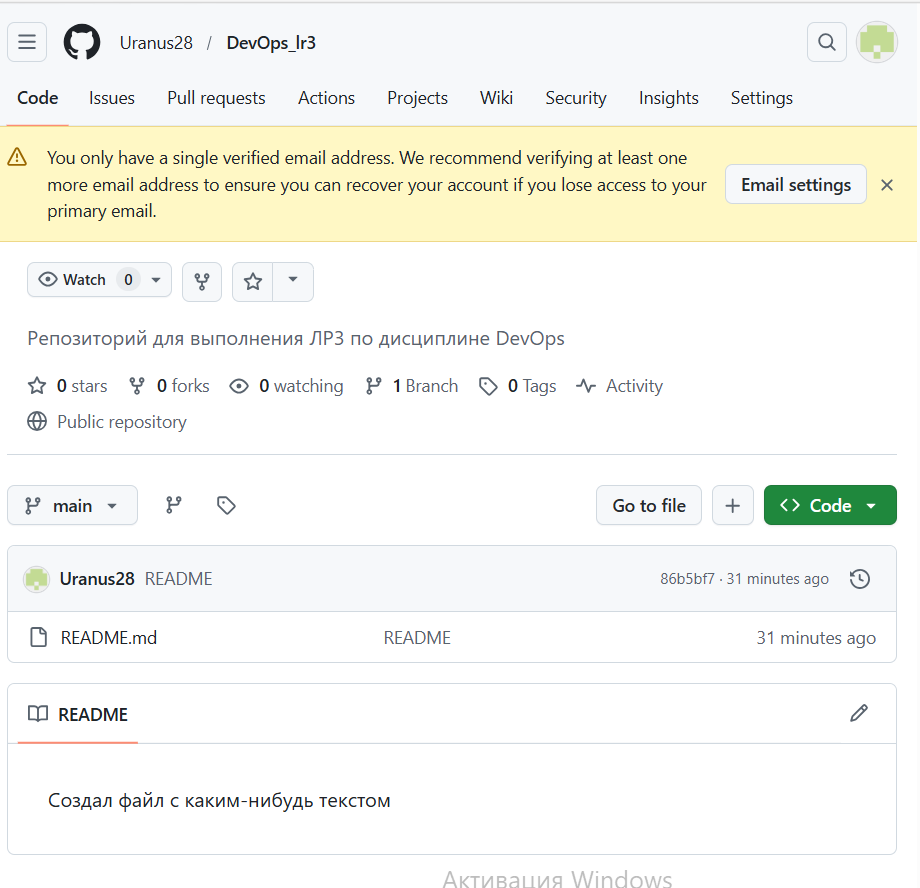 Uranus28 / DevOps_lr3
Code Issues Pull requests Actions Projects Wiki Security Insights Settings
You only have a single verified email address. We recommend verifying at least one
more email address to ensure you can recover your account if you lose access to your
primary email.
Email settings
Watch 0
Репозиторий для выполнения ЛР3 по дисциплине DevOps
0 stars 0 forks 0 watching 1 Branch 0 Tags Activity
Public repository
main Go to file Code
Uranus28 README 86b5bf7 · 31 minutes ago
README.md README 31 minutes ago
README
Создал файл с каким-нибудь текстом
Активация Windows